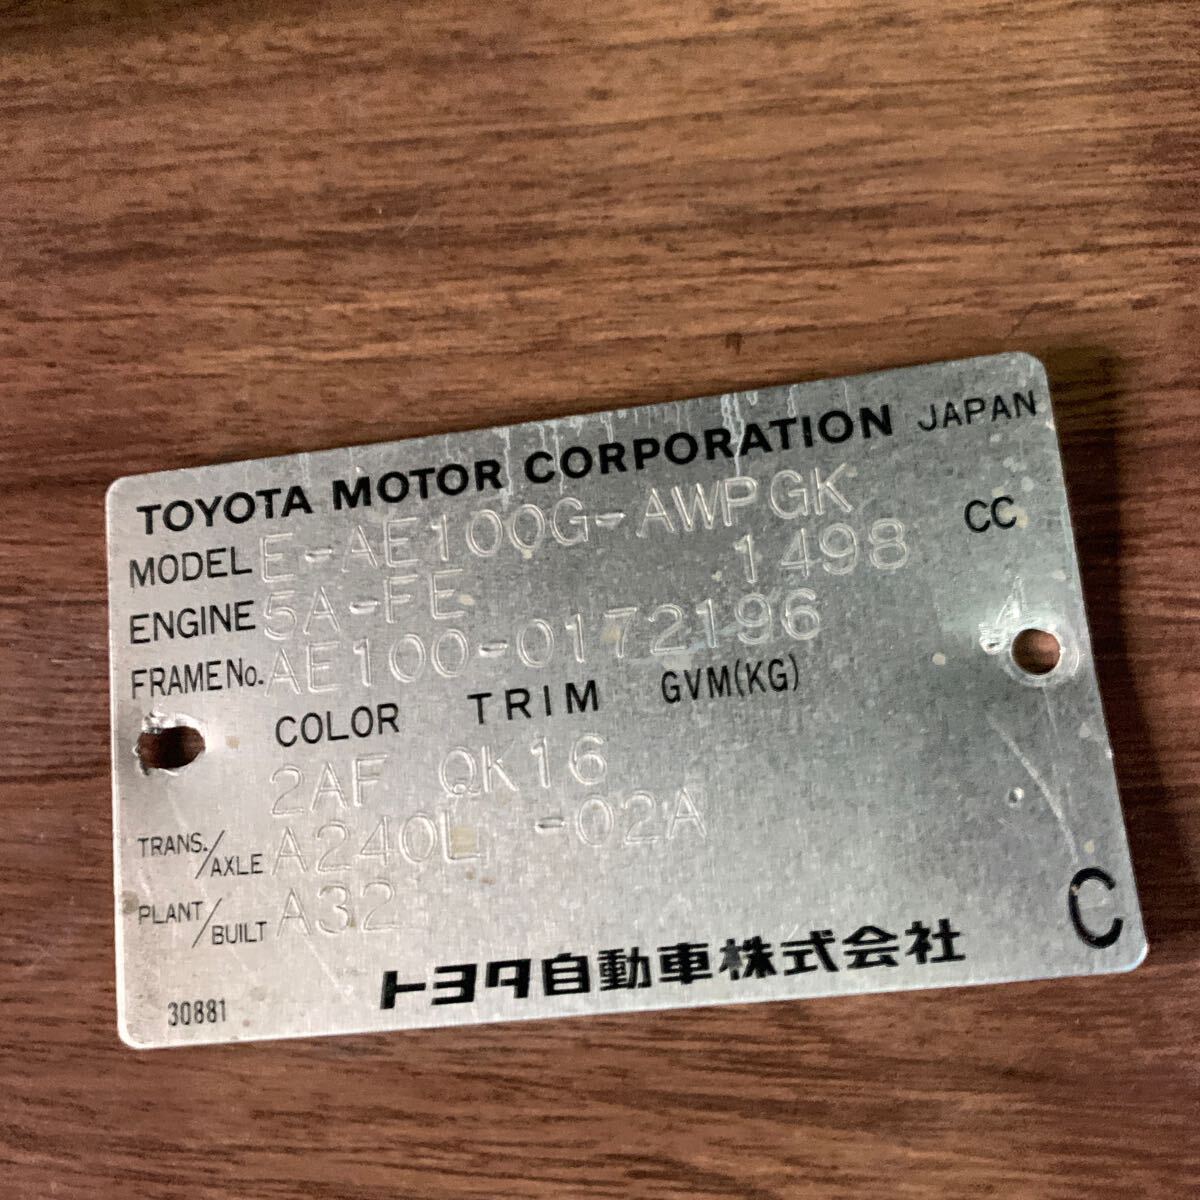 TOYOTA MOTOR CORPORATION JAPAN
MODEL E-AE100G-AWPGK
ENGINE 5A-FE 1498 CC
FRAME No. AE100-0172196 A
COLOR TRIM GVM(KG)
2AF QK16
TRANS./AXLE A240L -02A
PLANT/BUILT A32
トヨタ自動車株式会社 C
30881